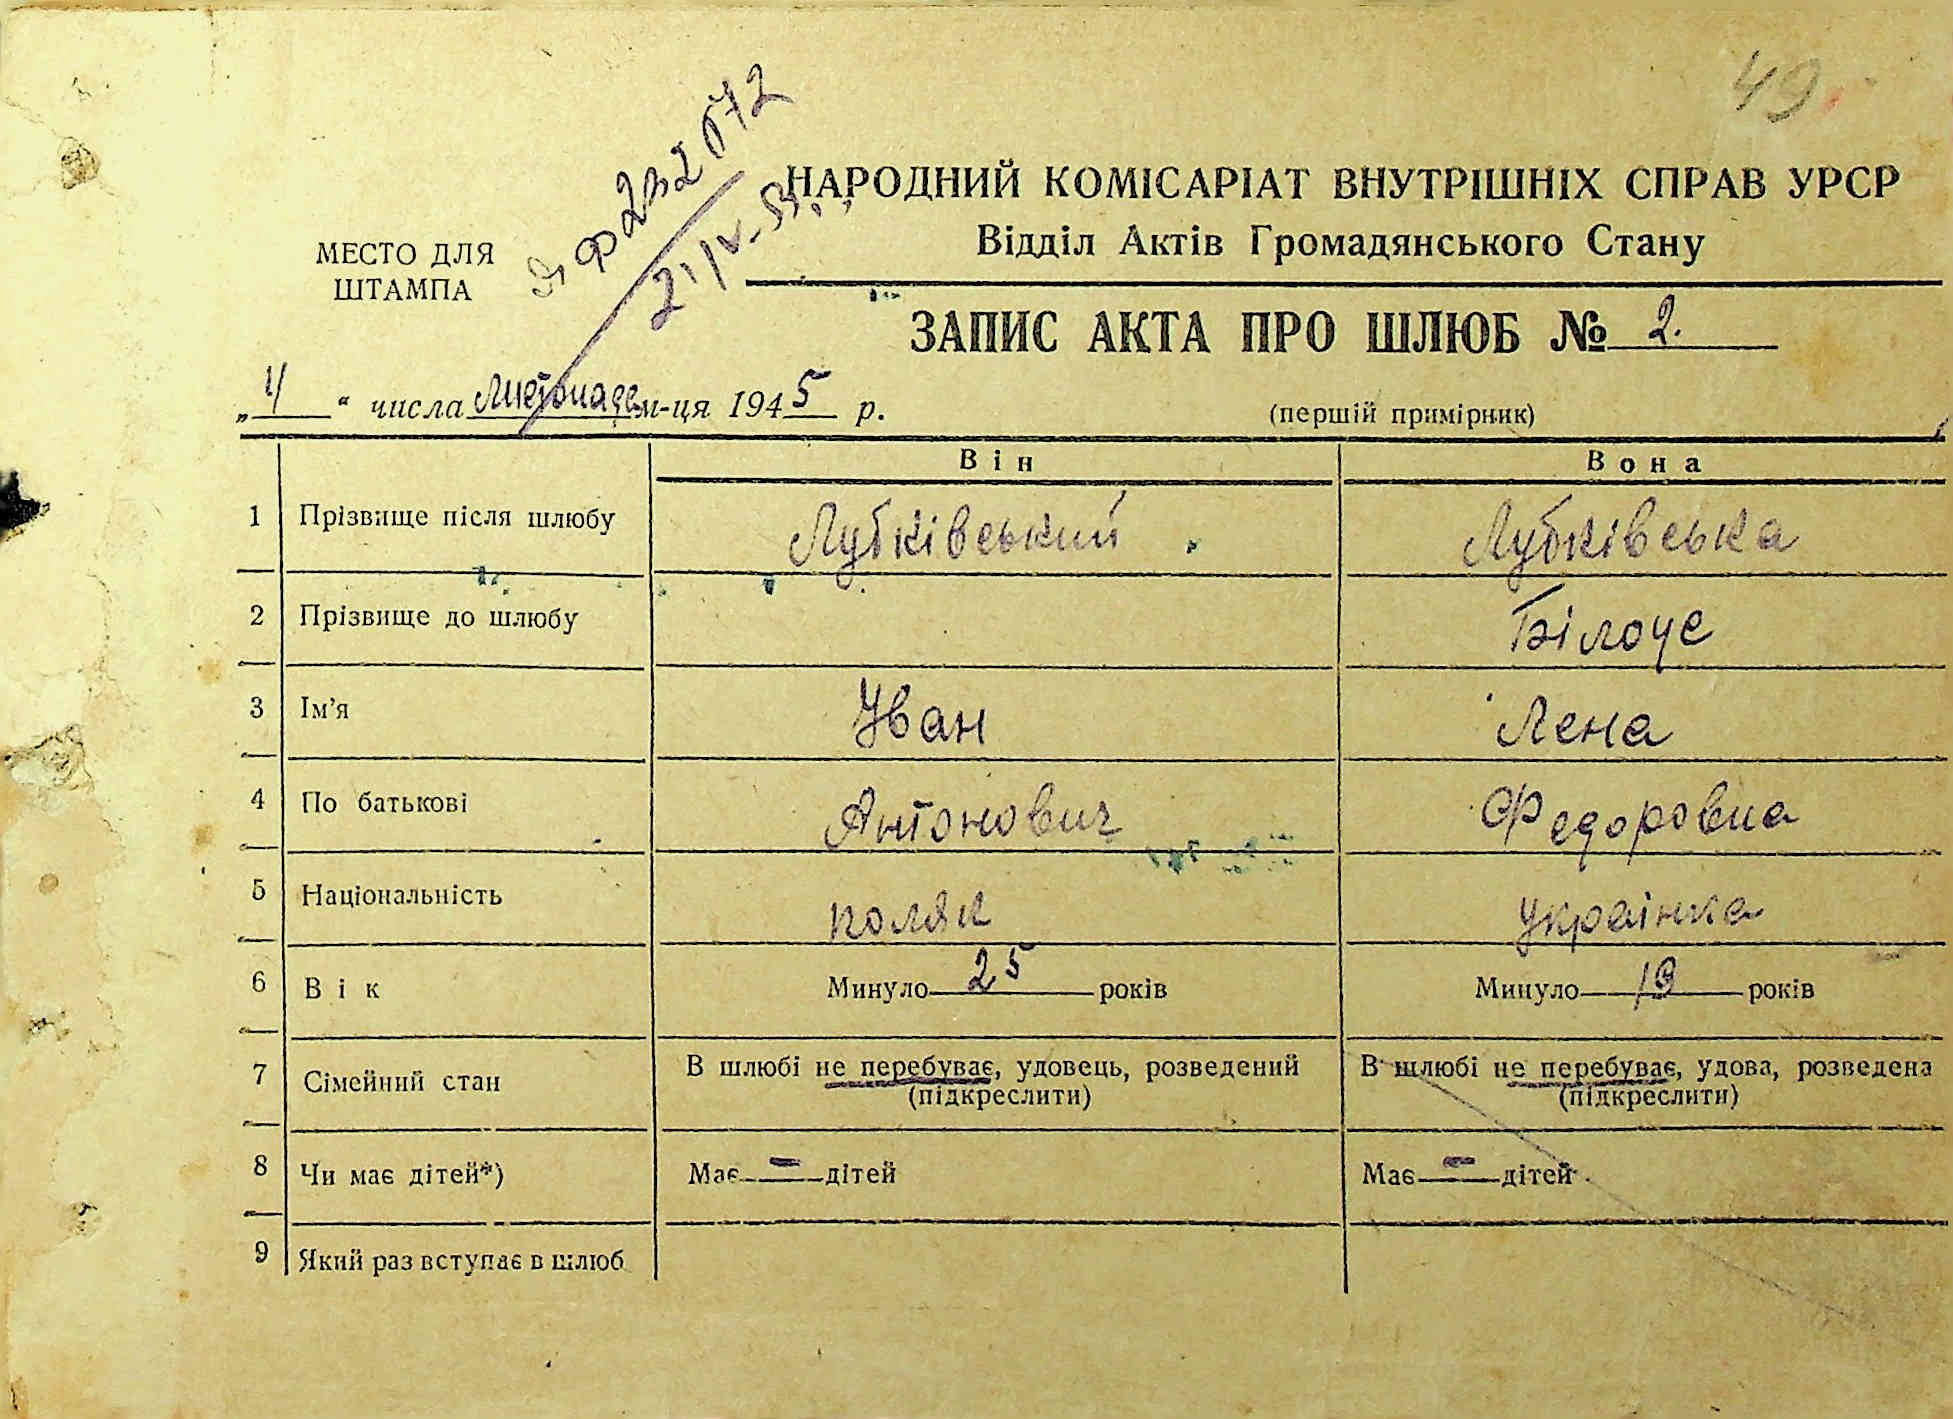 49
НАРОДНИЙ КОМІСАРІАТ ВНУТРІШНІХ СПРАВ УРСР
Відділ Актів Громадянського Стану
МЕСТО ДЛЯ
ШТАМПА
ЗАПИС АКТА ПРО ШЛЮБ № 2.
„ " числа Листопада м-ця 1945 р.
(першій примірник)
Він Вона
1 Прізвище після шлюбу Лубківський Лубківська
2 Прізвище до шлюбу Білоус
3 Ім'я Іван Лена
4 По батькові Антонович Федоровна
5 Національність поляк українка
6 Вік Минуло 25 років Минуло 19 років
7 Сімейний стан В шлюбі не перебуває, удовець, розведений (підкреслити) В шлюбі не перебуває, удова, розведена (підкреслити)
8 Чи має дітей*) Має - дітей Має - дітей
9 Який раз вступає в шлюб